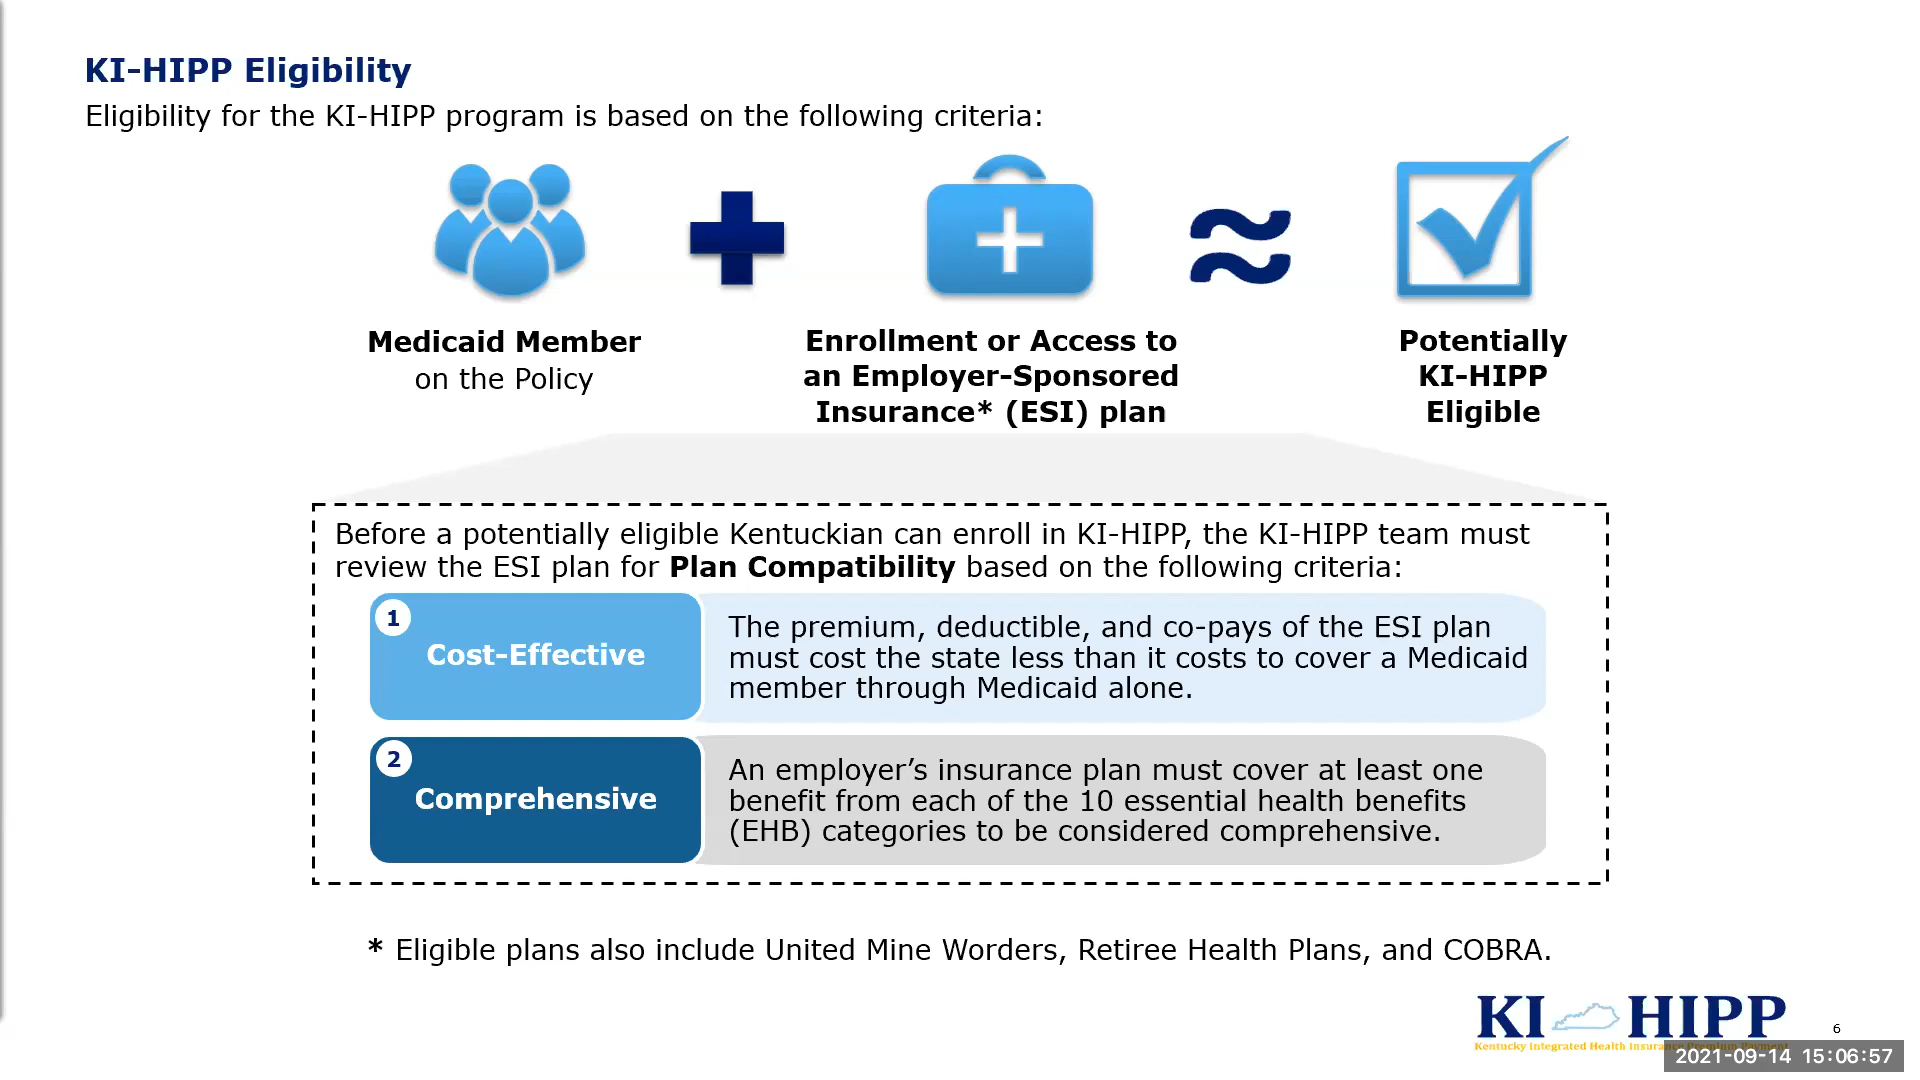 KI-HIPP Eligibility
Eligibility for the KI-HIPP program is based on the following criteria:
Medicaid Member
on the Policy
Enrollment or Access to
an Employer-Sponsored
Insurance* (ESI) plan
Potentially
KI-HIPP
Eligible
Before a potentially eligible Kentuckian can enroll in KI-HIPP, the KI-HIPP team must
review the ESI plan for Plan Compatibility based on the following criteria:
1
Cost-Effective
The premium, deductible, and co-pays of the ESI plan
must cost the state less than it costs to cover a Medicaid
member through Medicaid alone.
2
Comprehensive
An employer’s insurance plan must cover at least one
benefit from each of the 10 essential health benefits
(EHB) categories to be considered comprehensive.
* Eligible plans also include United Mine Worders, Retiree Health Plans, and COBRA.
KI HIPP
Kentucky Integrated Health Insurance Premium Payment
6
2021-09-14 15:06:57